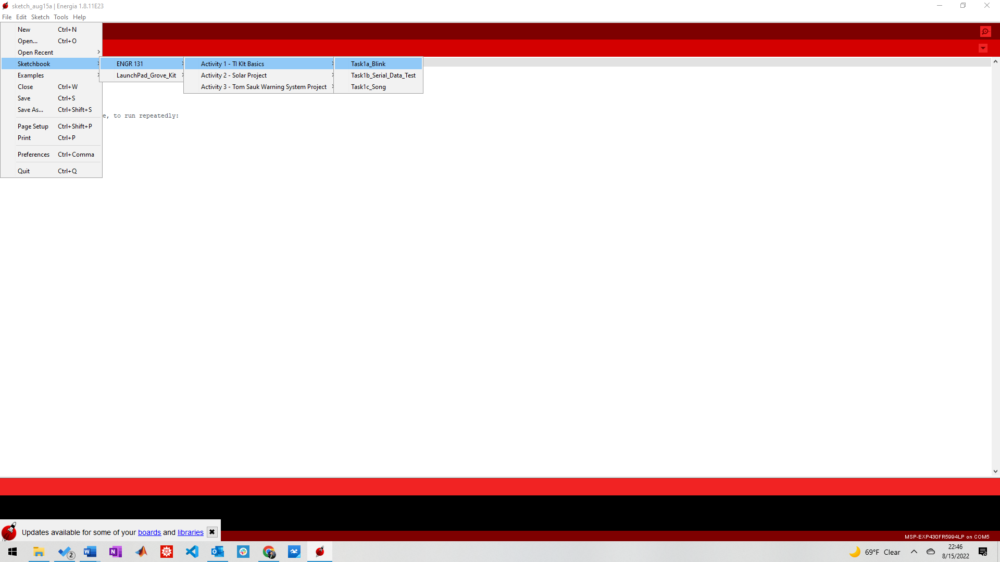 sketch_aug15a | Energia 1.8.11E23
File Edit Sketch Tools Help
New Ctrl+N
Open... Ctrl+O
Open Recent
Sketchbook
Examples
Close Ctrl+W
Save Ctrl+S
Save As... Ctrl+Shift+S
Page Setup Ctrl+Shift+P
Print Ctrl+P
Preferences Ctrl+Comma
Quit Ctrl+Q
ENGR 131
LaunchPad_Grove_Kit
Activity 1 - TI KIt Basics
Activity 2 - Solar Project
Activity 3 - Tom Sauk Warning System Project
Task1a_Blink
Task1b_Serial_Data_Test
Task1c_Song
e, to run repeatedly:
Updates available for some of your boards and libraries
MSP-EXP430FR5994LP on COM5
2
69°F Clear
22:46
8/15/2022